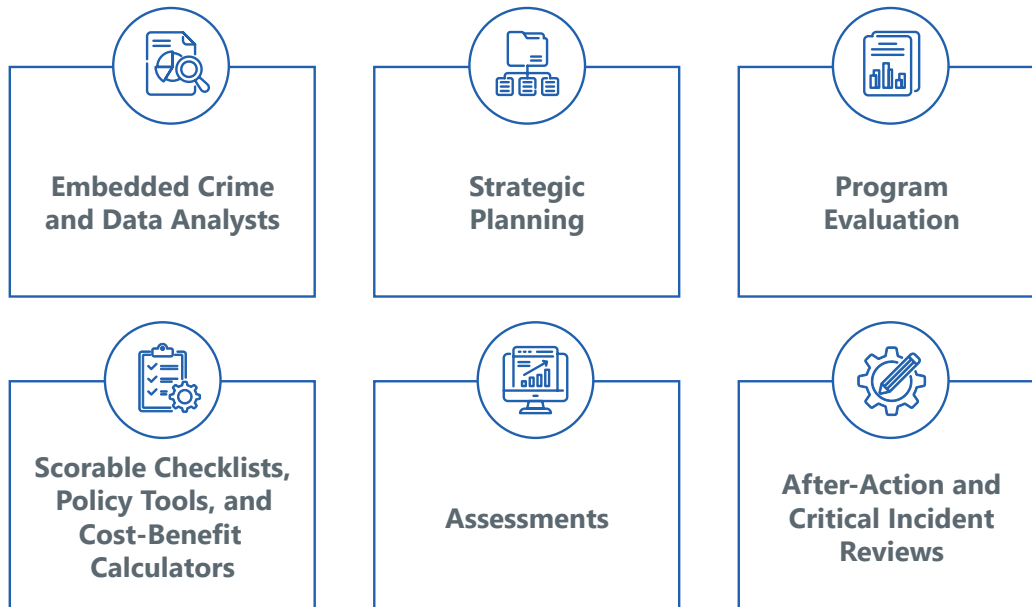 Embedded Crime
and Data Analysts
Strategic
Planning
Program
Evaluation
Scorable Checklists,
Policy Tools, and
Cost-Benefit
Calculators
Assessments
After-Action and
Critical Incident
Reviews